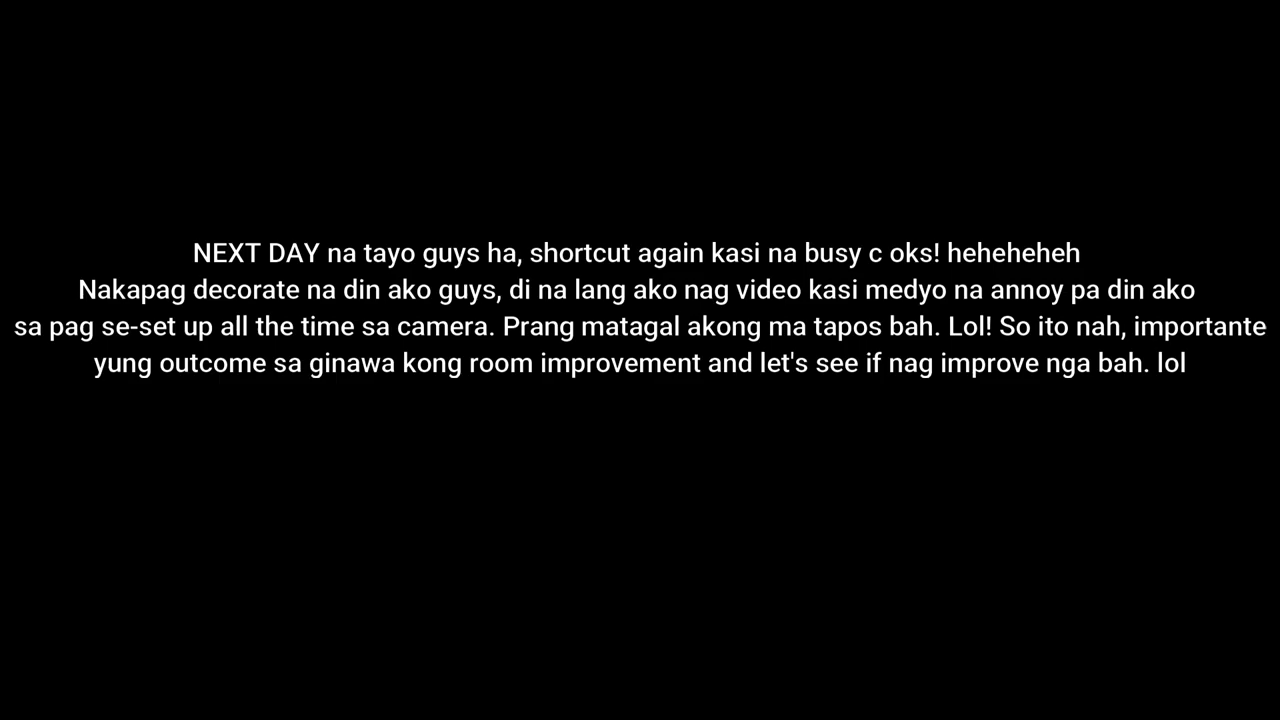 NEXT DAY na tayo guys ha, shortcut again kasi na busy c oks! heheheheh
Nakapag decorate na din ako guys, di na lang ako nag video kasi medyo na annoy pa din ako
sa pag se-set up all the time sa camera. Prang matagal akong ma tapos bah. Lol! So ito nah, importante
yung outcome sa ginawa kong room improvement and let's see if nag improve nga bah. lol